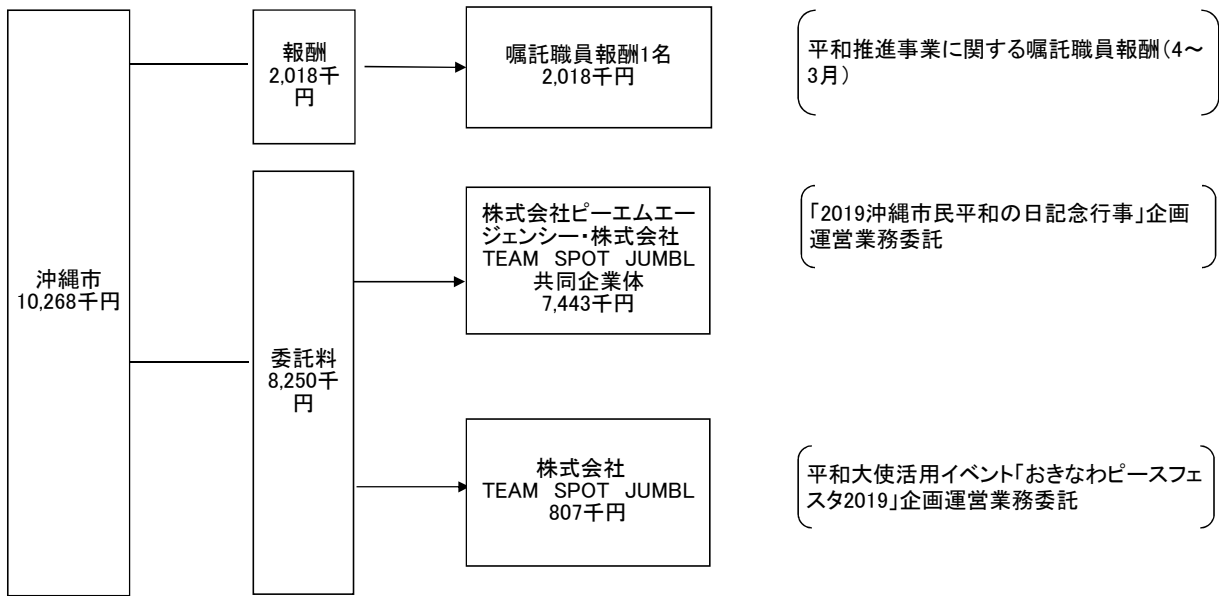 沖縄市
10,268千円
報酬
2,018千
円
嘱託職員報酬1名
2,018千円
平和推進事業に関する嘱託職員報酬(4～
3月)
委託料
8,250千
円
株式会社ピーエムエー
ジェンシー・株式会社
TEAM SPOT JUMBL
共同企業体
7,443千円
「2019沖縄市民平和の日記念行事」企画
運営業務委託
株式会社
TEAM SPOT JUMBL
807千円
平和大使活用イベント「おきなわピースフェ
スタ2019」企画運営業務委託